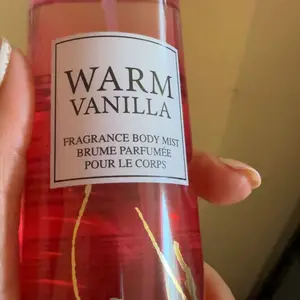 WARM
VANILLA
FRAGRANCE BODY MIST
BRUME PARFUMÉE
POUR LE CORPS